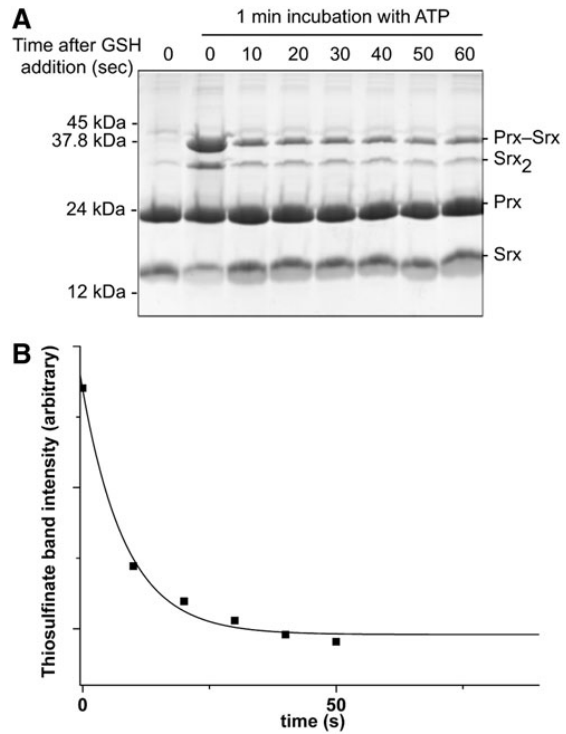 A
1 min incubation with ATP
Time after GSH
addition (sec)
0 0 10 20 30 40 50 60
45 kDa
37.8 kDa
24 kDa
12 kDa
Prx–Srx
Srx2
Prx
Srx
B
Thiosulfinate band intensity (arbitrary)
0 50
time (s)